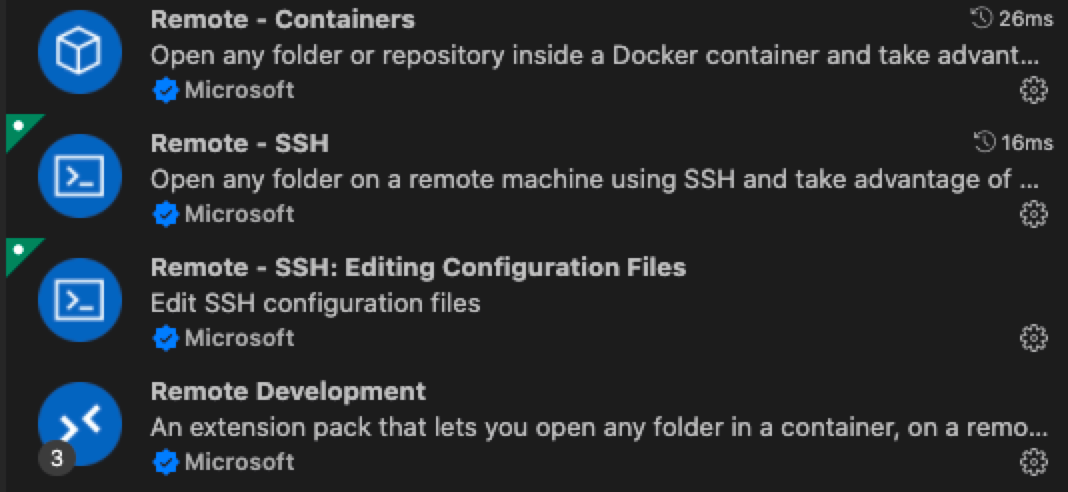 Remote - Containers
26ms
Open any folder or repository inside a Docker container and take advant...
Microsoft
Remote - SSH
16ms
Open any folder on a remote machine using SSH and take advantage of ...
Microsoft
Remote - SSH: Editing Configuration Files
Edit SSH configuration files
Microsoft
Remote Development
An extension pack that lets you open any folder in a container, on a remo...
3
Microsoft